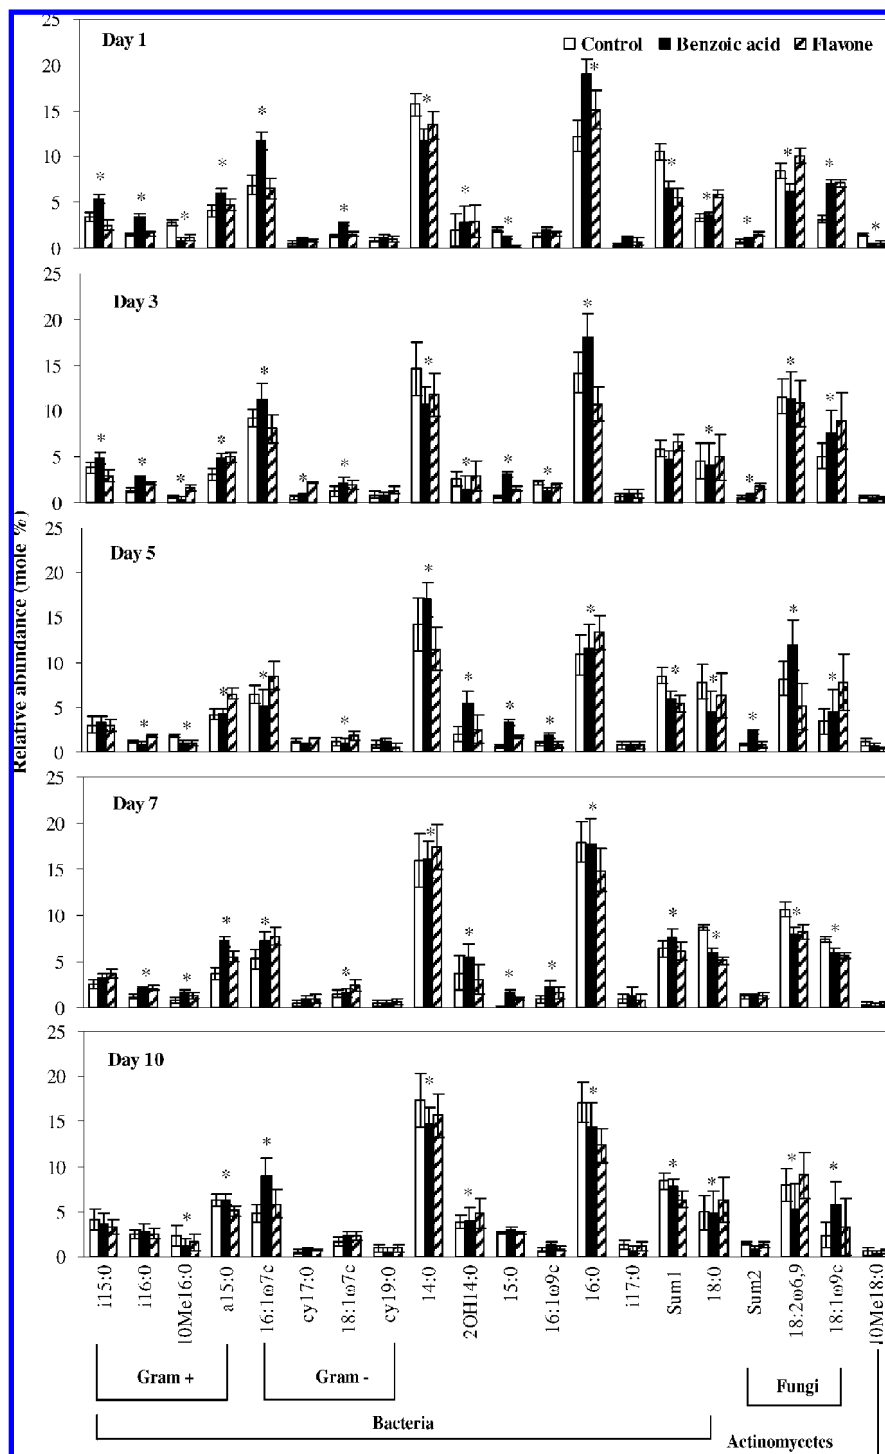 Day 1
Control Benzoic acid Flavone
25
20
15
10
5
0
Day 3
25
20
15
10
5
0
Day 5
25
20
15
10
5
0
Day 7
25
20
15
10
5
0
Day 10
25
20
15
10
5
0
Relative abundance (mole %)
i15:0
i16:0
10Me16:0
a15:0
16:1ω7c
cy17:0
18:1ω7c
cy19:0
14:0
2OH14:0
15:0
16:1ω9c
16:0
i17:0
Sum1
18:0
Sum2
18:2ω6,9
18:1ω9c
10Me18:0
Gram +
Gram -
Fungi
Bacteria
Actinomycetes